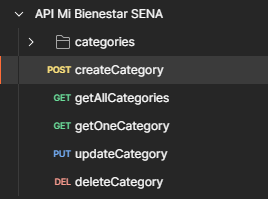 API Mi Bienestar SENA
categories
POST createCategory
GET getAllCategories
GET getOneCategory
PUT updateCategory
DEL deleteCategory